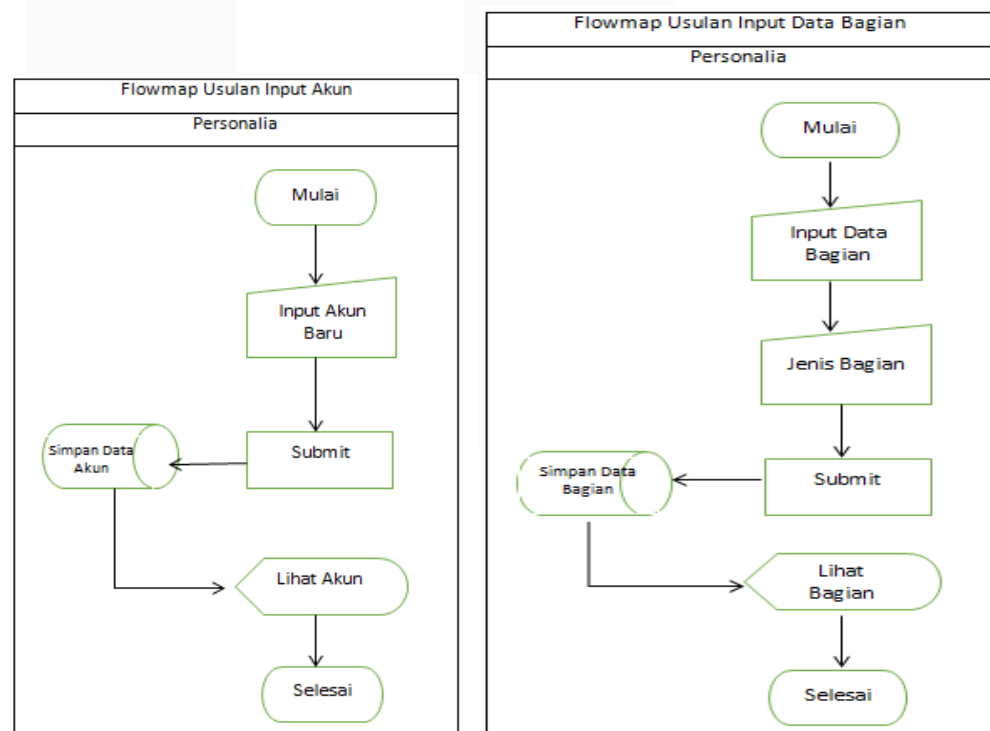 Flowmap Usulan Input Akun
Personalia
Mulai
Input Akun
Baru
Submit
Simpan Data
Akun
Lihat Akun
Selesai
Flowmap Usulan Input Data Bagian
Personalia
Mulai
Input Data
Bagian
Jenis Bagian
Submit
Simpan Data
Bagian
Lihat
Bagian
Selesai